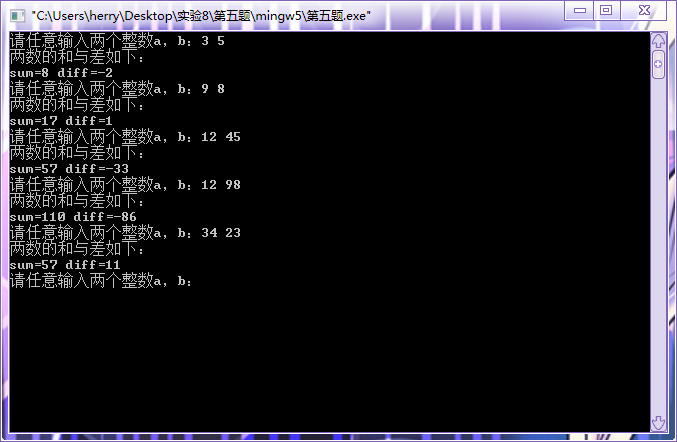 "C:\Users\herry\Desktop\实验8\第五题\mingw5\第五题.exe"
请任意输入两个整数a, b：3 5
两数的和与差如下：
sum=8 diff=-2
请任意输入两个整数a, b：9 8
两数的和与差如下：
sum=17 diff=1
请任意输入两个整数a, b：12 45
两数的和与差如下：
sum=57 diff=-33
请任意输入两个整数a, b：12 98
两数的和与差如下：
sum=110 diff=-86
请任意输入两个整数a, b：34 23
两数的和与差如下：
sum=57 diff=11
请任意输入两个整数a, b：